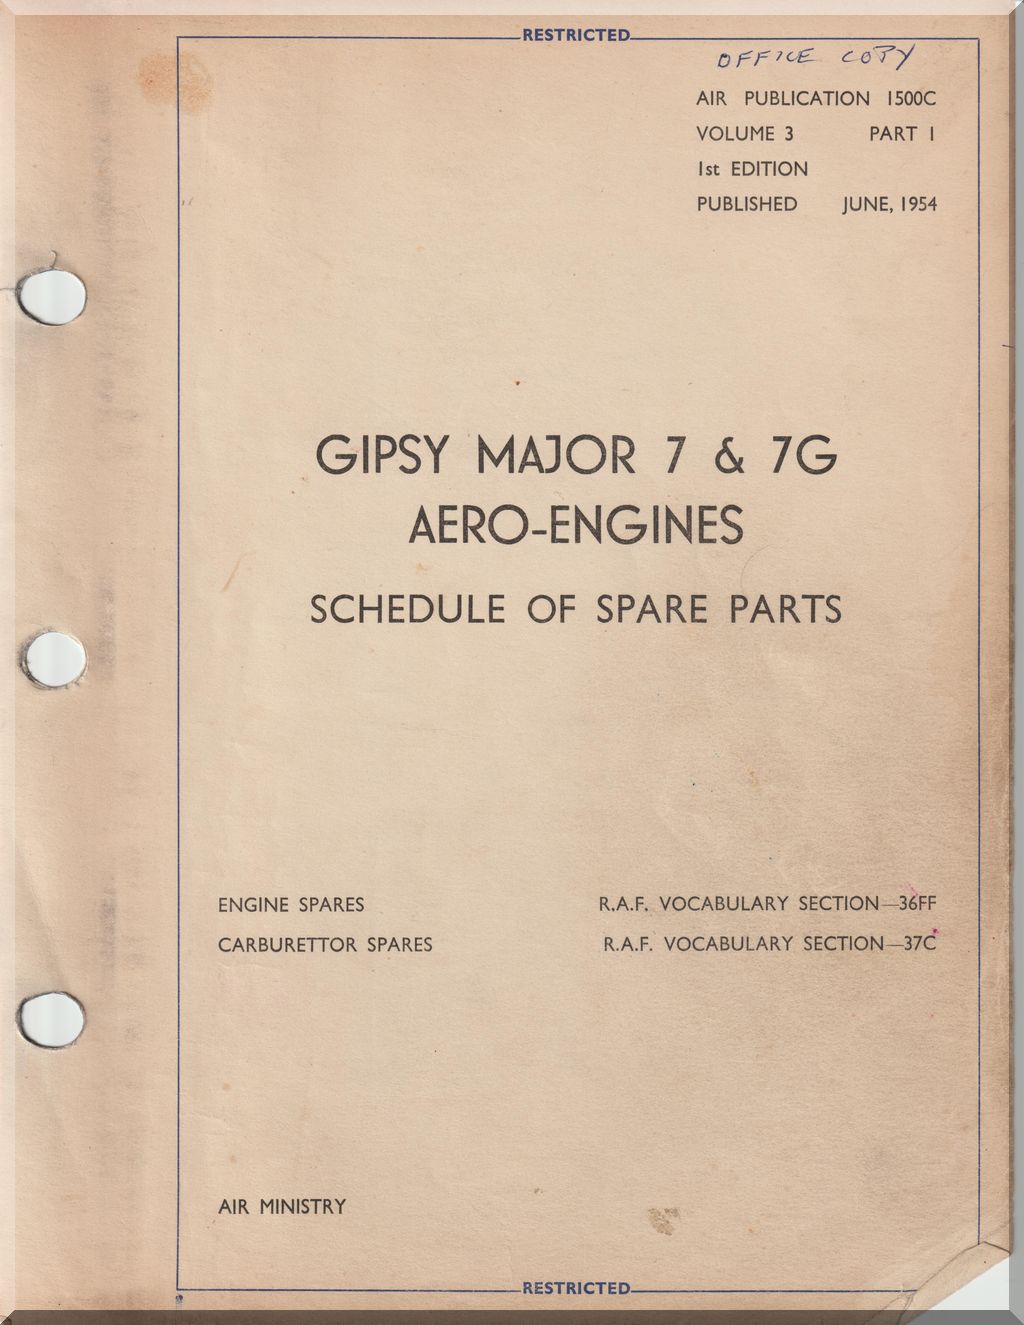 RESTRICTED
OFFICE COPY
AIR PUBLICATION 1500C
VOLUME 3 PART 1
1st EDITION
PUBLISHED JUNE, 1954
GIPSY MAJOR 7 & 7G
AERO-ENGINES
SCHEDULE OF SPARE PARTS
ENGINE SPARES R.A.F. VOCABULARY SECTION—36FF
CARBURETTOR SPARES R.A.F. VOCABULARY SECTION—37C
AIR MINISTRY
RESTRICTED